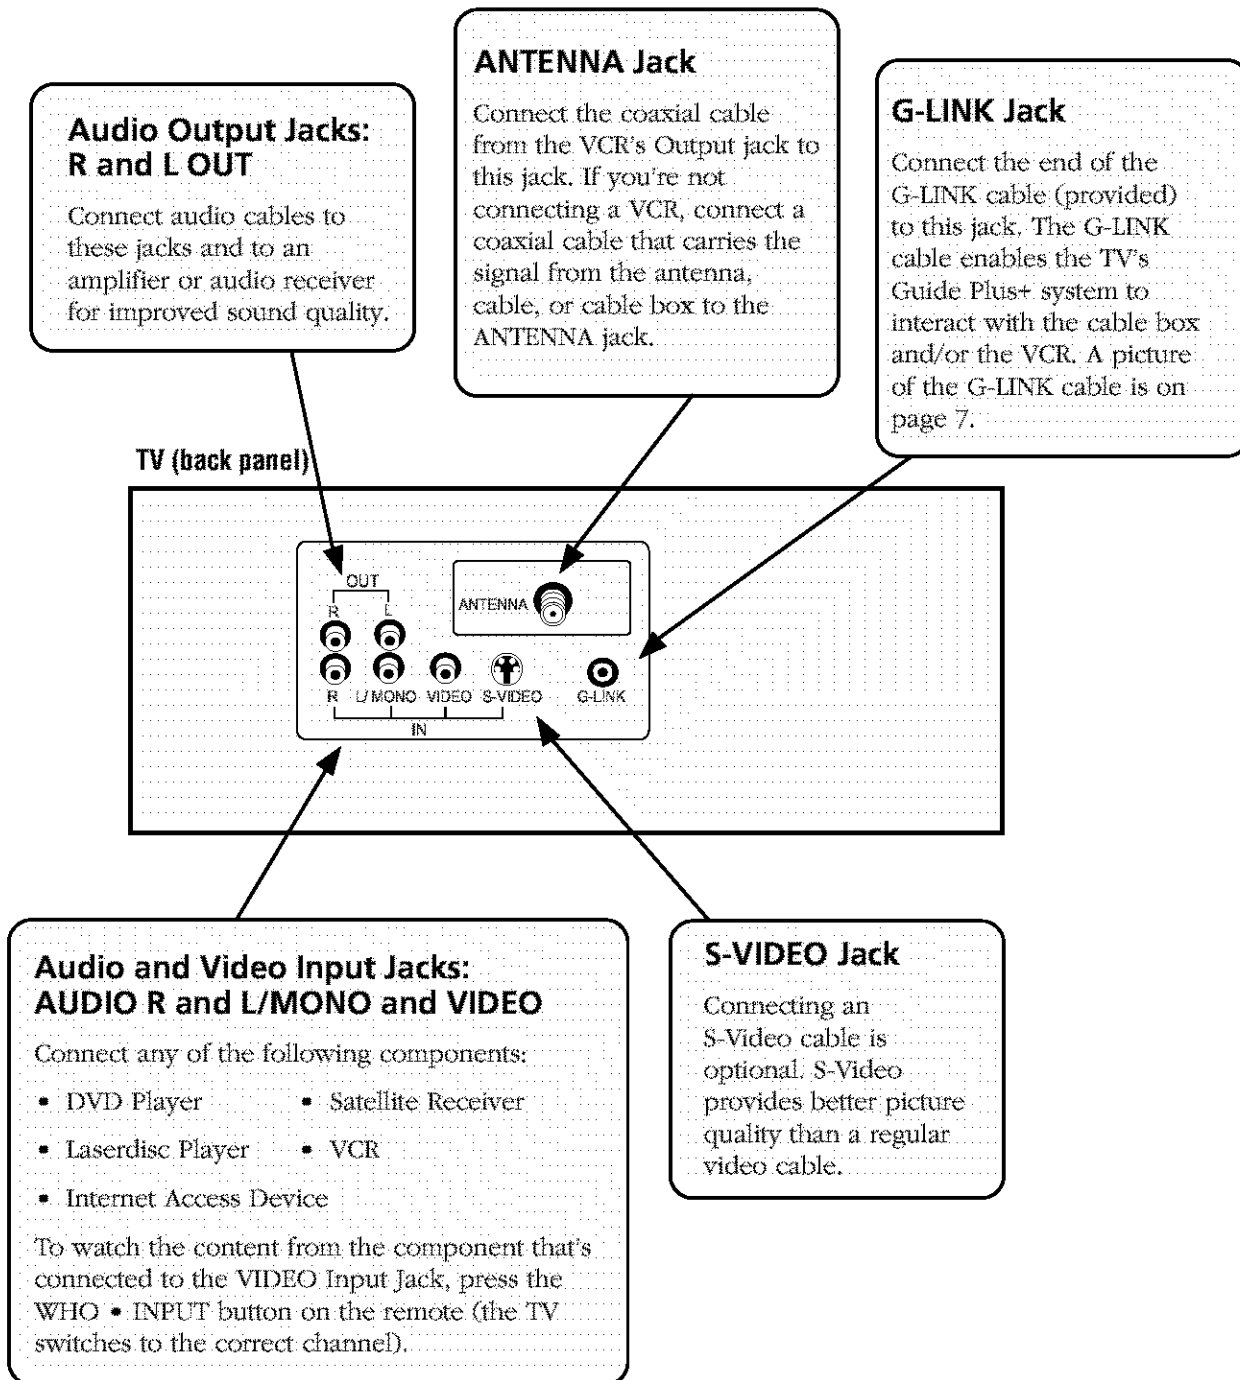 ANTENNA Jack
Connect the coaxial cable
from the VCR's Output jack to
this jack. If you're not
connecting a VCR, connect a
coaxial cable that carries the
signal from the antenna,
cable, or cable box to the
ANTENNA jack.
Audio Output Jacks:
R and L OUT
Connect audio cables to
these jacks and to an
amplifier or audio receiver
for improved sound quality.
G-LINK Jack
Connect the end of the
G-LINK cable (provided)
to this jack. The G-LINK
cable enables the TV's
Guide Plus+ system to
interact with the cable box
and/or the VCR. A picture
of the G-LINK cable is on
page 7.
TV (back panel)
OUT
R L
ANTENNA
R L/ MONO VIDEO S-VIDEO G-LINK
IN
Audio and Video Input Jacks:
AUDIO R and L/MONO and VIDEO
Connect any of the following components:
• DVD Player • Satellite Receiver
• Laserdisc Player • VCR
• Internet Access Device
To watch the content from the component that's
connected to the VIDEO Input Jack, press the
WHO • INPUT button on the remote (the TV
switches to the correct channel).
S-VIDEO Jack
Connecting an
S-Video cable is
optional. S-Video
provides better picture
quality than a regular
video cable.